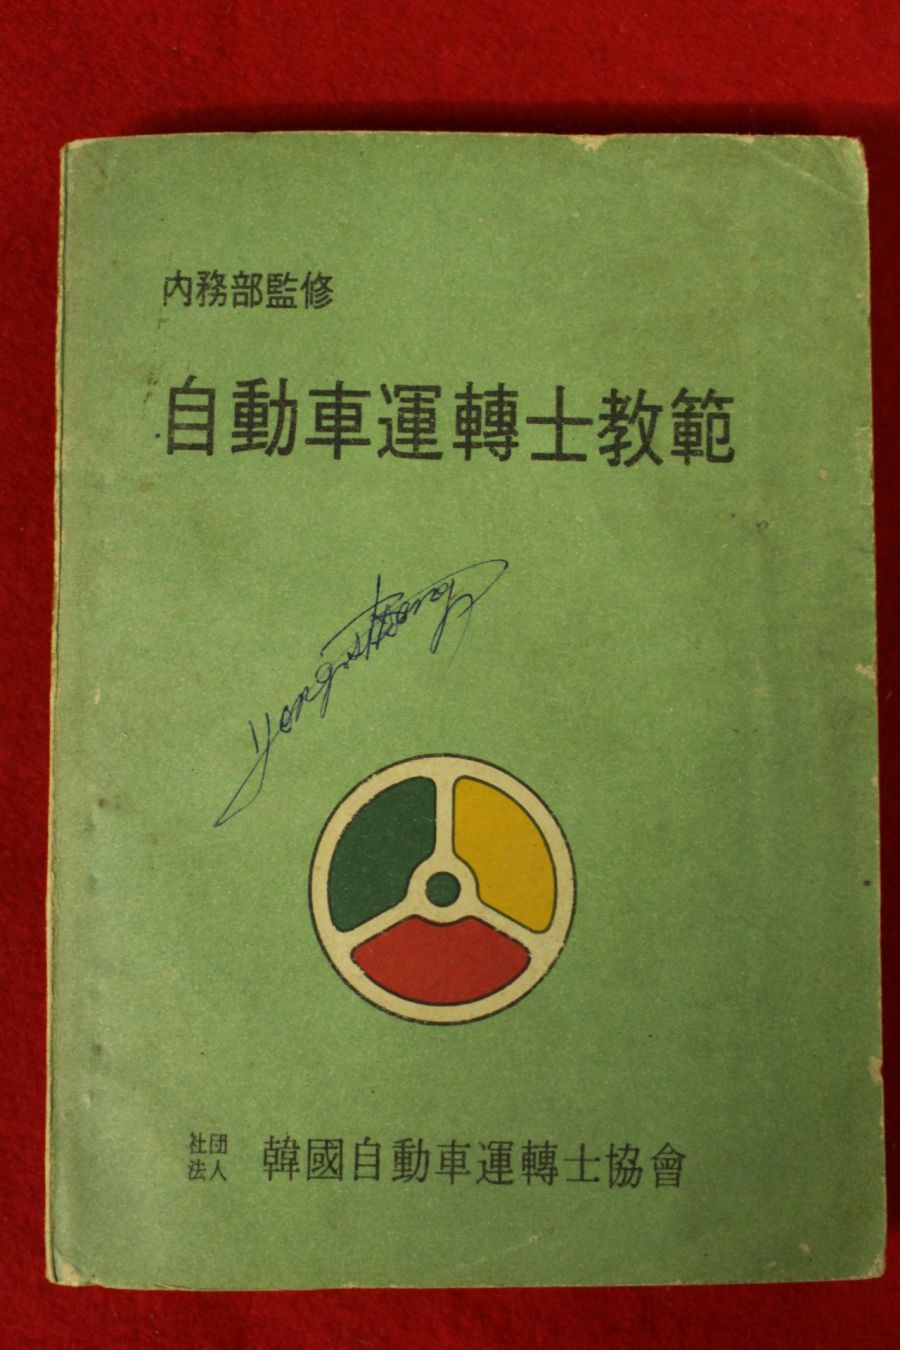 内務部監修
自動車運轉士教範
社団法人 韓國自動車運轉士協會